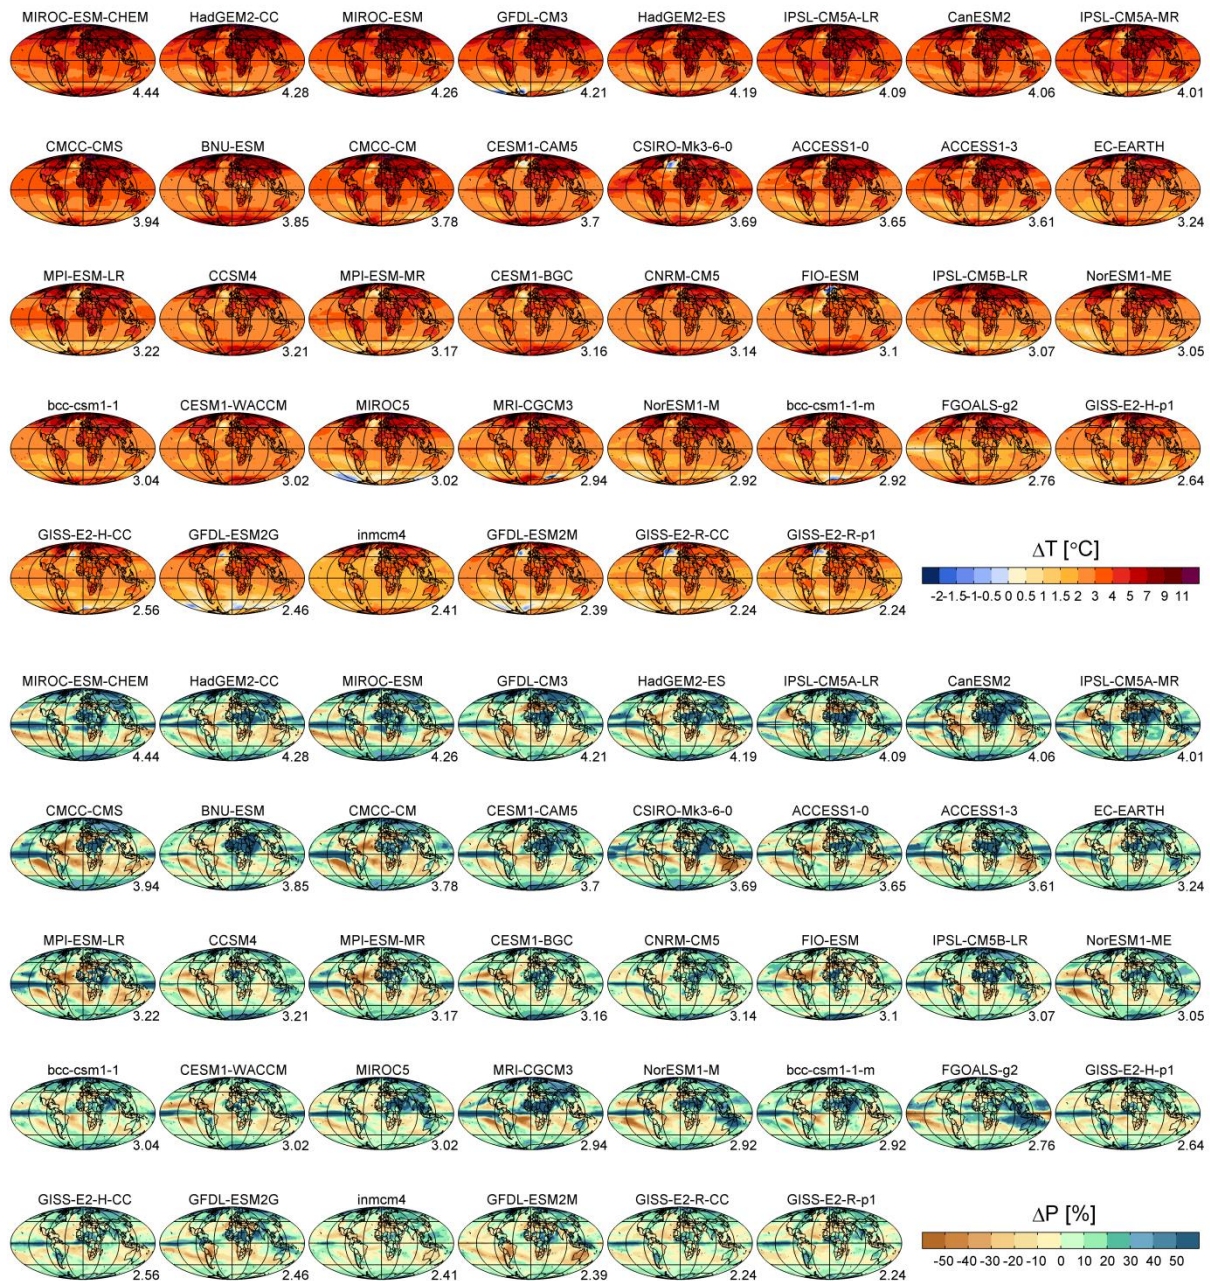 MIROC-ESM-CHEM HadGEM2-CC MIROC-ESM GFDL-CM3 HadGEM2-ES IPSL-CM5A-LR CanESM2 IPSL-CM5A-MR
4.44 4.28 4.26 4.21 4.19 4.09 4.06 4.01
CMCC-CMS BNU-ESM CMCC-CM CESM1-CAM5 CSIRO-Mk3-6-0 ACCESS1-0 ACCESS1-3 EC-EARTH
3.94 3.85 3.78 3.7 3.69 3.65 3.61 3.24
MPI-ESM-LR CCSM4 MPI-ESM-MR CESM1-BGC CNRM-CM5 FIO-ESM IPSL-CM5B-LR NorESM1-ME
3.22 3.21 3.17 3.16 3.14 3.1 3.07 3.05
bcc-csm1-1 CESM1-WACCM MIROC5 MRI-CGCM3 NorESM1-M bcc-csm1-1-m FGOALS-g2 GISS-E2-H-p1
3.04 3.02 3.02 2.94 2.92 2.92 2.76 2.64
GISS-E2-H-CC GFDL-ESM2G inmcm4 GFDL-ESM2M GISS-E2-R-CC GISS-E2-R-p1
ΔT [°C]
-2 -1.5 -1 -0.5 0 0.5 1 1.5 2 3 4 5 7 9 11
2.56 2.46 2.41 2.39 2.24 2.24
MIROC-ESM-CHEM HadGEM2-CC MIROC-ESM GFDL-CM3 HadGEM2-ES IPSL-CM5A-LR CanESM2 IPSL-CM5A-MR
4.44 4.28 4.26 4.21 4.19 4.09 4.06 4.01
CMCC-CMS BNU-ESM CMCC-CM CESM1-CAM5 CSIRO-Mk3-6-0 ACCESS1-0 ACCESS1-3 EC-EARTH
3.94 3.85 3.78 3.7 3.69 3.65 3.61 3.24
MPI-ESM-LR CCSM4 MPI-ESM-MR CESM1-BGC CNRM-CM5 FIO-ESM IPSL-CM5B-LR NorESM1-ME
3.22 3.21 3.17 3.16 3.14 3.1 3.07 3.05
bcc-csm1-1 CESM1-WACCM MIROC5 MRI-CGCM3 NorESM1-M bcc-csm1-1-m FGOALS-g2 GISS-E2-H-p1
3.04 3.02 3.02 2.94 2.92 2.92 2.76 2.64
GISS-E2-H-CC GFDL-ESM2G inmcm4 GFDL-ESM2M GISS-E2-R-CC GISS-E2-R-p1
ΔP [%]
-50 -40 -30 -20 -10 0 10 20 30 40 50
2.56 2.46 2.41 2.39 2.24 2.24